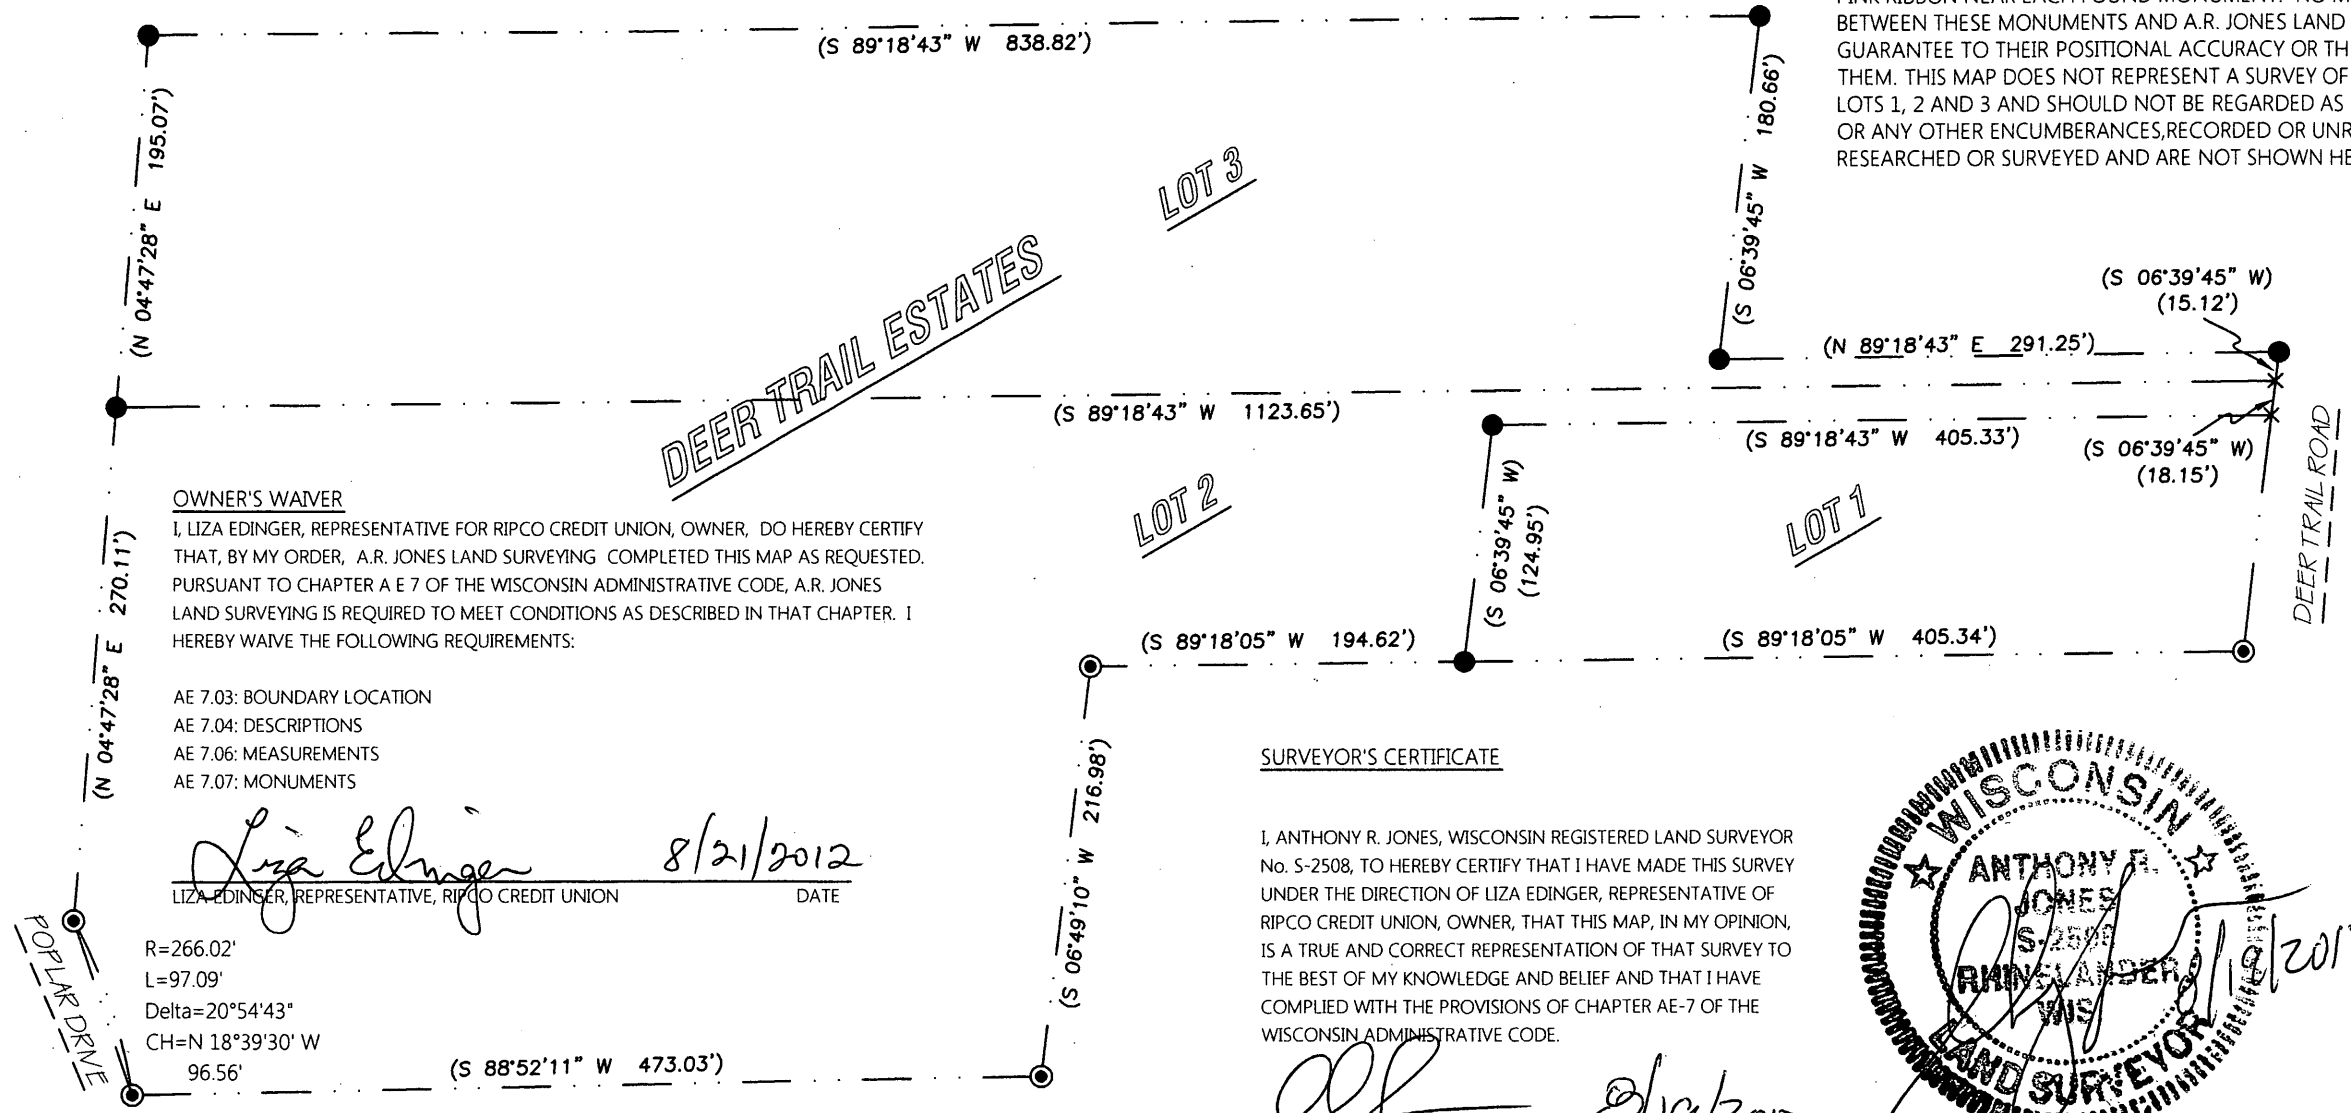 PINK RIBBON NEAR EACH FOUND MONUMENT.
BETWEEN THESE MONUMENTS AND A.R. JONES LAND
GUARANTEE TO THEIR POSITIONAL ACCURACY OR TH
THEM. THIS MAP DOES NOT REPRESENT A SURVEY OF
LOTS 1, 2 AND 3 AND SHOULD NOT BE REGARDED AS
OR ANY OTHER ENCUMBERANCES,RECORDED OR UNR
RESEARCHED OR SURVEYED AND ARE NOT SHOWN HE
(S 89°18'43" W 838.82')
(N 04°47'28" E 195.07')
(S 06°39'45" W 180.66')
LOT 3
DEER TRAIL ESTATES
(S 06°39'45" W)
(15.12')
(N 89°18'43" E 291.25')
(S 89°18'43" W 1123.65')
(S 89°18'43" W 405.33')
(S 06°39'45" W)
(18.15')
DEER TRAIL ROAD
LOT 2
(S 06°39'45" W)
(124.95')
LOT 1
(S 89°18'05" W 194.62')
(S 89°18'05" W 405.34')
(N 04°47'28" E 270.11')
OWNER'S WAIVER
I, LIZA EDINGER, REPRESENTATIVE FOR RIPCO CREDIT UNION, OWNER, DO HEREBY CERTIFY
THAT, BY MY ORDER, A.R. JONES LAND SURVEYING COMPLETED THIS MAP AS REQUESTED.
PURSUANT TO CHAPTER A E 7 OF THE WISCONSIN ADMINISTRATIVE CODE, A.R. JONES
LAND SURVEYING IS REQUIRED TO MEET CONDITIONS AS DESCRIBED IN THAT CHAPTER. I
HEREBY WAIVE THE FOLLOWING REQUIREMENTS:
AE 7.03: BOUNDARY LOCATION
AE 7.04: DESCRIPTIONS
AE 7.06: MEASUREMENTS
AE 7.07: MONUMENTS
Liza Edinger 8/21/2012
LIZA EDINGER, REPRESENTATIVE, RIPCO CREDIT UNION DATE
POPLAR DRIVE
R=266.02'
L=97.09'
Delta=20°54'43"
CH=N 18°39'30' W
96.56'
(S 88°52'11" W 473.03')
(S 06°49'10" W 216.98')
SURVEYOR'S CERTIFICATE
I, ANTHONY R. JONES, WISCONSIN REGISTERED LAND SURVEYOR
No. S-2508, TO HEREBY CERTIFY THAT I HAVE MADE THIS SURVEY
UNDER THE DIRECTION OF LIZA EDINGER, REPRESENTATIVE OF
RIPCO CREDIT UNION, OWNER, THAT THIS MAP, IN MY OPINION,
IS A TRUE AND CORRECT REPRESENTATION OF THAT SURVEY TO
THE BEST OF MY KNOWLEDGE AND BELIEF AND THAT I HAVE
COMPLIED WITH THE PROVISIONS OF CHAPTER AE-7 OF THE
WISCONSIN ADMINISTRATIVE CODE.
WISCONSIN
ANTHONY R.
JONES
S-2508
RHINELANDER
WIS
LAND SURVEYOR